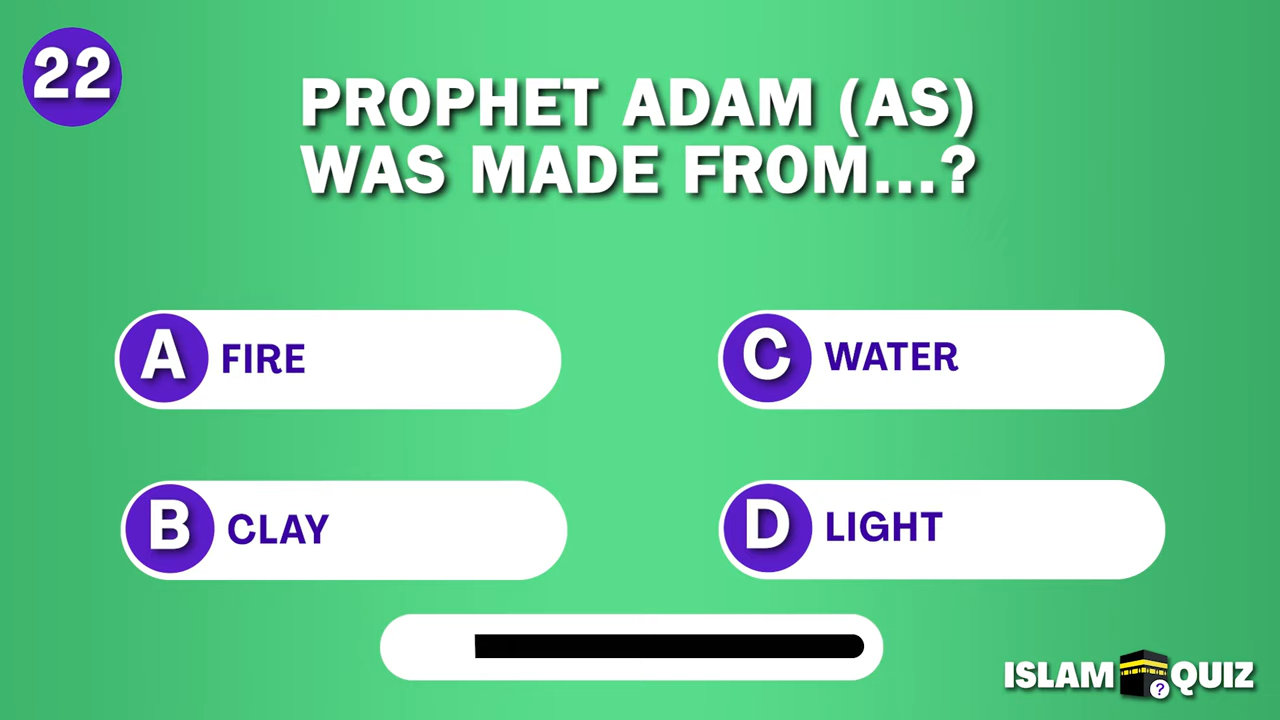 22
PROPHET ADAM (AS)
WAS MADE FROM...?
A FIRE
C WATER
B CLAY
D LIGHT
ISLAM ? QUIZ